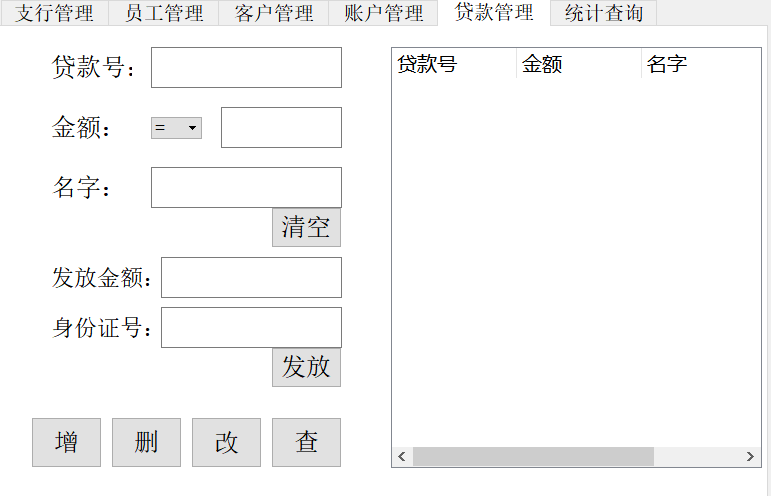 支行管理 员工管理 客户管理 账户管理 贷款管理 统计查询
贷款号：
金额： =
名字：
清空
发放金额：
身份证号：
发放
增 删 改 查
贷款号 金额 名字